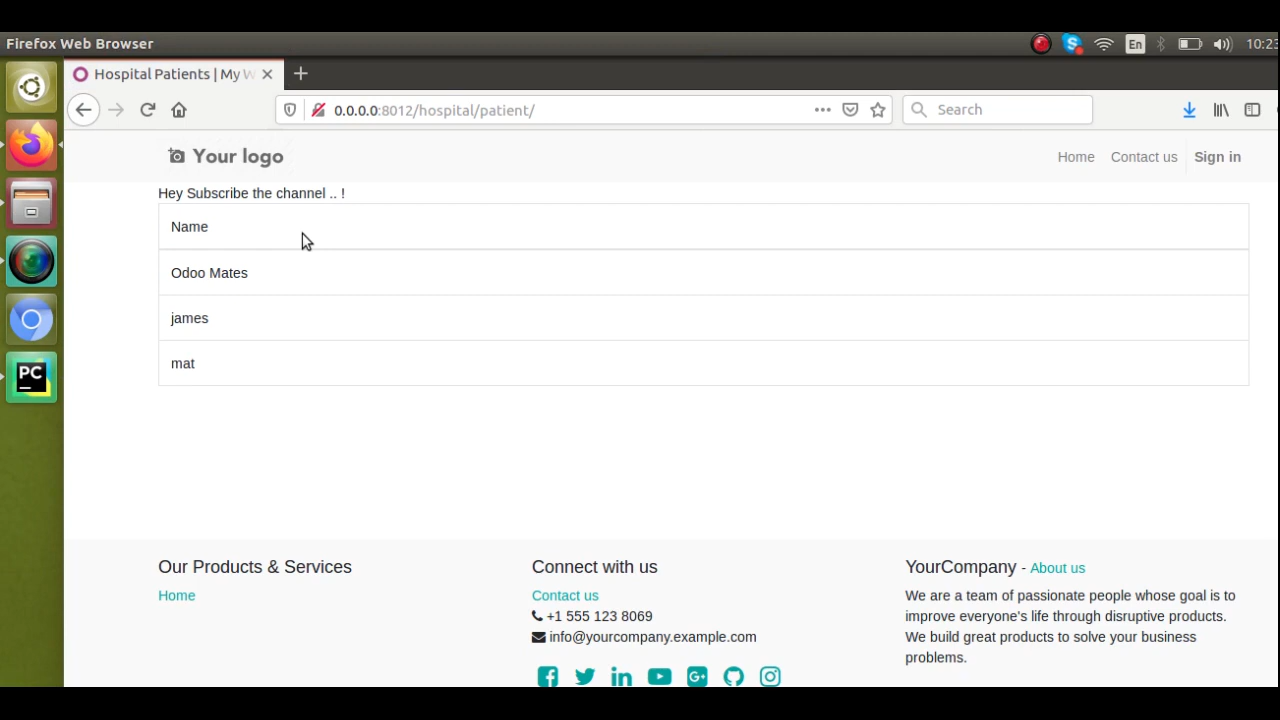 Firefox Web Browser
En
10:23
Hospital Patients | My W
0.0.0.0:8012/hospital/patient/
Search
Your logo
Home
Contact us
Sign in
Hey Subscribe the channel .. !
Name
Odoo Mates
james
mat
PC
Our Products & Services
Home
Connect with us
Contact us
+1 555 123 8069
info@yourcompany.example.com
YourCompany - About us
We are a team of passionate people whose goal is to
improve everyone's life through disruptive products.
We build great products to solve your business
problems.